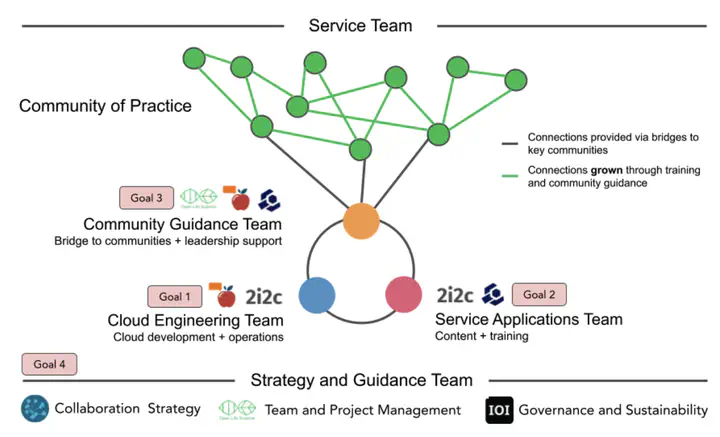 Service Team
Community of Practice
Connections provided via bridges to
key communities
Connections grown through training
and community guidance
Goal 3
Community Guidance Team
Bridge to communities + leadership support
Goal 1
2i2c
Cloud Engineering Team
Cloud development + operations
2i2c
Goal 2
Service Applications Team
Content + training
Goal 4
Strategy and Guidance Team
Collaboration Strategy
Team and Project Management
IOI
Governance and Sustainability